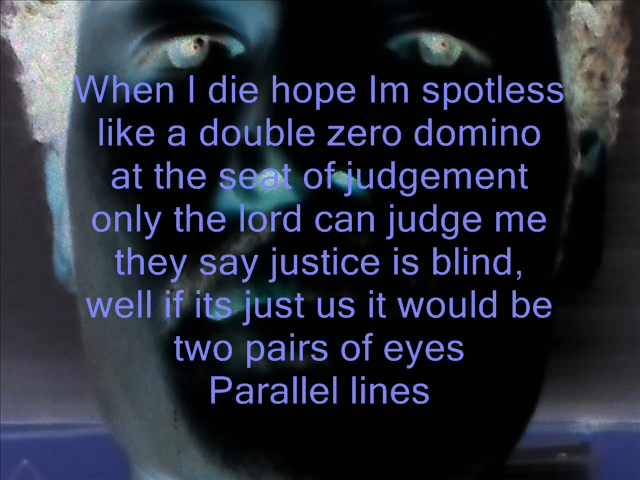 When I die hope Im spotless
like a double zero domino
at the seat of judgement
only the lord can judge me
they say justice is blind,
well if its just us it would be
two pairs of eyes
Parallel lines